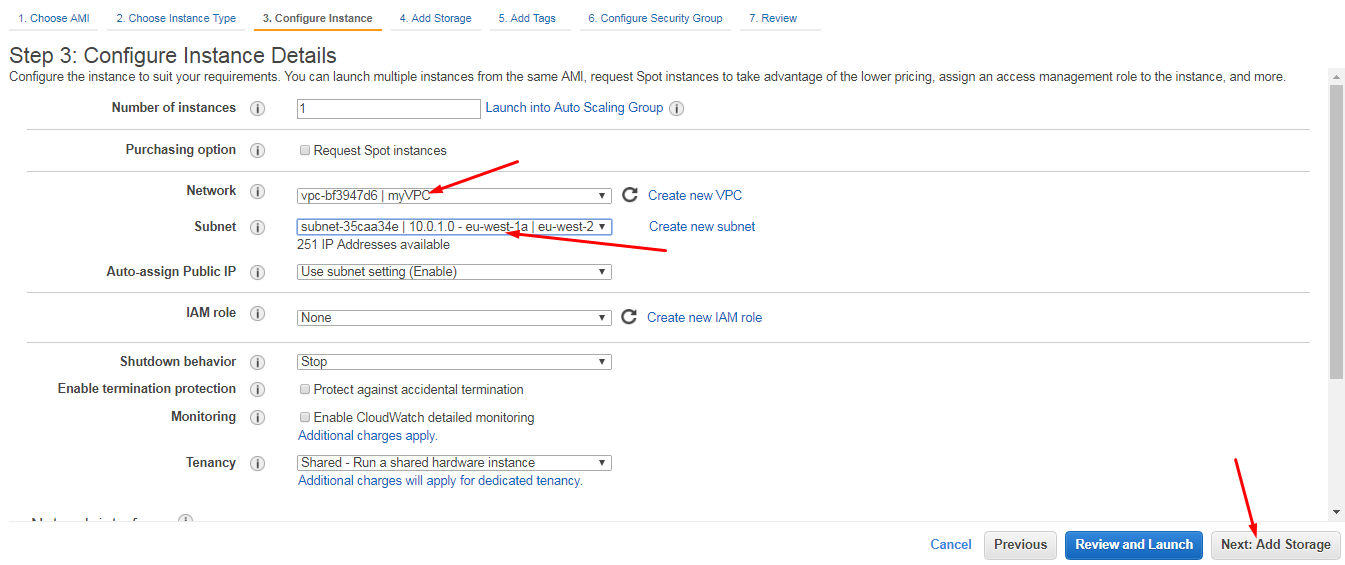 1. Choose AMI 2. Choose Instance Type 3. Configure Instance 4. Add Storage 5. Add Tags 6. Configure Security Group 7. Review
Step 3: Configure Instance Details
Configure the instance to suit your requirements. You can launch multiple instances from the same AMI, request Spot instances to take advantage of the lower pricing, assign an access management role to the instance, and more.
Number of instances 1 Launch into Auto Scaling Group
Purchasing option Request Spot instances
Network vpc-bf3947d6 | myVPC Create new VPC
Subnet subnet-35caa34e | 10.0.1.0 - eu-west-1a | eu-west-2 Create new subnet
251 IP Addresses available
Auto-assign Public IP Use subnet setting (Enable)
IAM role None Create new IAM role
Shutdown behavior Stop
Enable termination protection Protect against accidental termination
Monitoring Enable CloudWatch detailed monitoring
Additional charges apply.
Tenancy Shared - Run a shared hardware instance
Additional charges will apply for dedicated tenancy.
Cancel Previous Review and Launch Next: Add Storage